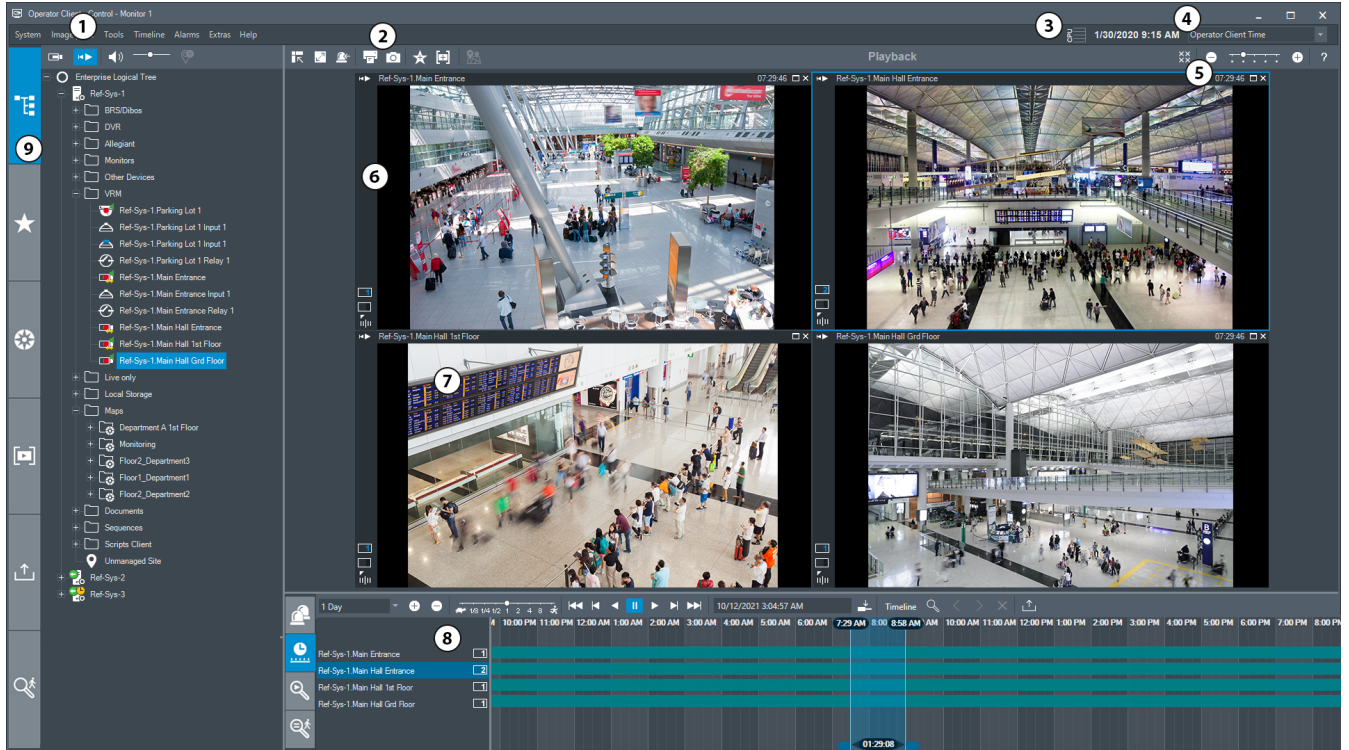 Operator Clie - Control - Monitor 1
1
2
3
4
System Image Tools Timeline Alarms Extras Help
1/30/2020 9:15 AM Operator Client Time
Playback
?
5
Enterprise Logical Tree
Ref-Sys-1
BRS/Dibos
DVR
Allegiant
Monitors
Other Devices
VRM
Ref-Sys-1.Parking Lot 1
Ref-Sys-1.Parking Lot 1 Input 1
Ref-Sys-1.Parking Lot 1 Input 1
Ref-Sys-1.Parking Lot 1 Relay 1
Ref-Sys-1.Main Entrance
Ref-Sys-1.Main Entrance Input 1
Ref-Sys-1.Main Entrance Relay 1
Ref-Sys-1.Main Hall Entrance
Ref-Sys-1.Main Hall 1st Floor
Ref-Sys-1.Main Hall Grd Floor
Live only
Local Storage
Maps
Department A 1st Floor
Monitoring
Floor2_Department3
Floor1_Department1
Floor2_Department2
Documents
Sequences
Scripts Client
Unmanaged Site
Ref-Sys-2
Ref-Sys-3
9
Ref-Sys-1.Main Entrance 07:29:46
Ref-Sys-1.Main Hall Entrance 07:29:46
6
Ref-Sys-1.Main Hall 1st Floor
Ref-Sys-1.Main Hall Grd Floor 07:29:46
7
B
1 Day
1/8 1/4 1/2 1 2 4 8
10/12/2021 3:04:57 AM
Timeline
8
M 10:00 PM 11:00 PM 12:00 AM 1:00 AM 2:00 AM 3:00 AM 4:00 AM 5:00 AM 6:00 AM 7:29 AM 8:00 8:58 AM AM 10:00 AM 11:00 AM 12:00 PM 1:00 PM 2:00 PM 3:00 PM 4:00 PM 5:00 PM 6:00 PM 7:00 PM 8:00 PM
Ref-Sys-1.Main Entrance 1
Ref-Sys-1.Main Hall Entrance 2
Ref-Sys-1.Main Hall 1st Floor 1
Ref-Sys-1.Main Hall Grd Floor 1
01:29:08